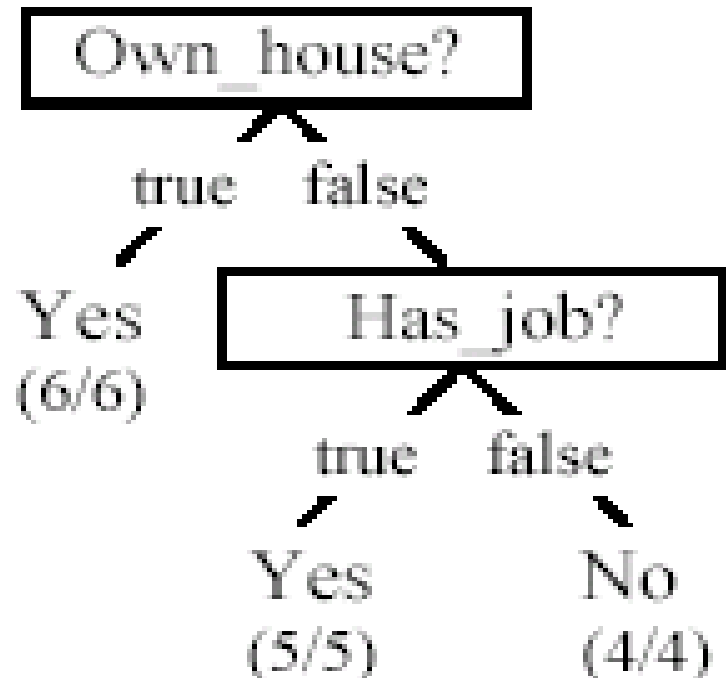 Own_house?
true false
Yes
(6/6)
Has_job?
true false
Yes No
(5/5) (4/4)